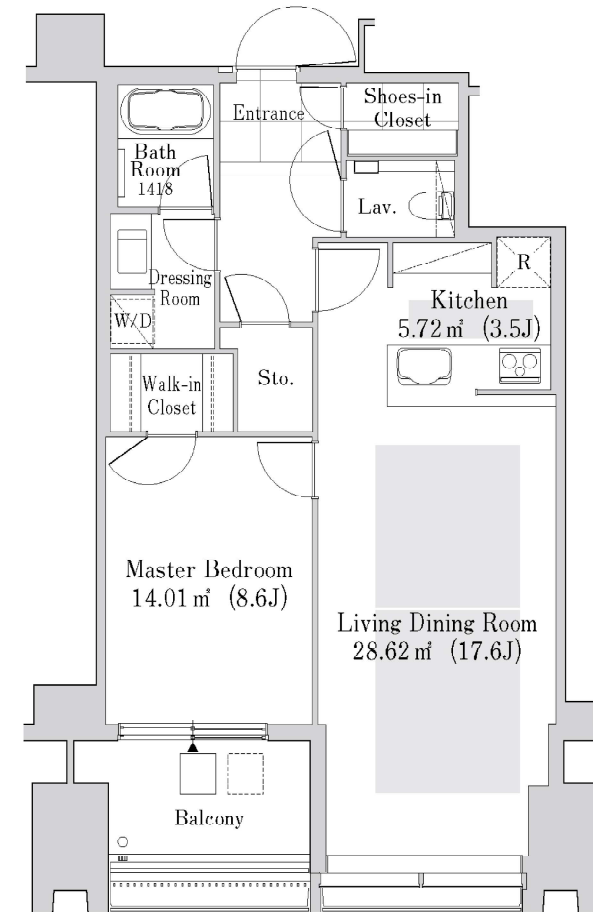 Entrance
Shoes-in
Closet
Bath
Room
1418
Lav.
Dressing
Room
R
Kitchen
5.72㎡ (3.5J)
W/D
Walk-in
Closet
Sto.
Master Bedroom
14.01㎡ (8.6J)
Living Dining Room
28.62㎡ (17.6J)
Balcony